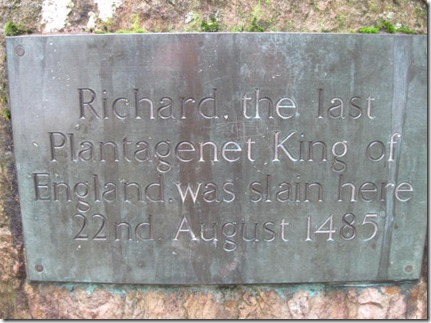 Richard, the last
Plantagenet King of
England, was slain here
22nd. August 1485